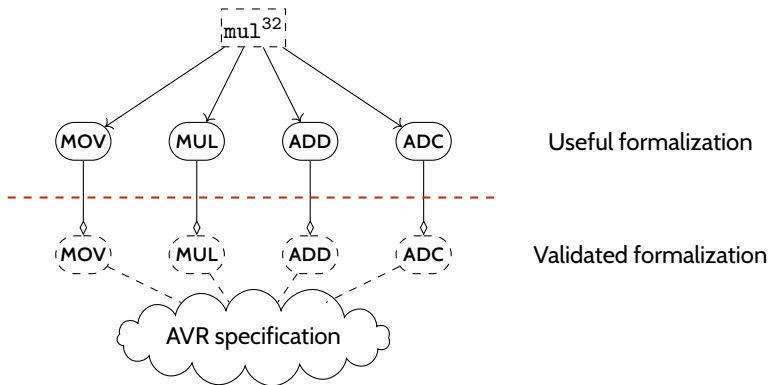 mul³²
MOV MUL ADD ADC Useful formalization
MOV MUL ADD ADC Validated formalization
AVR specification